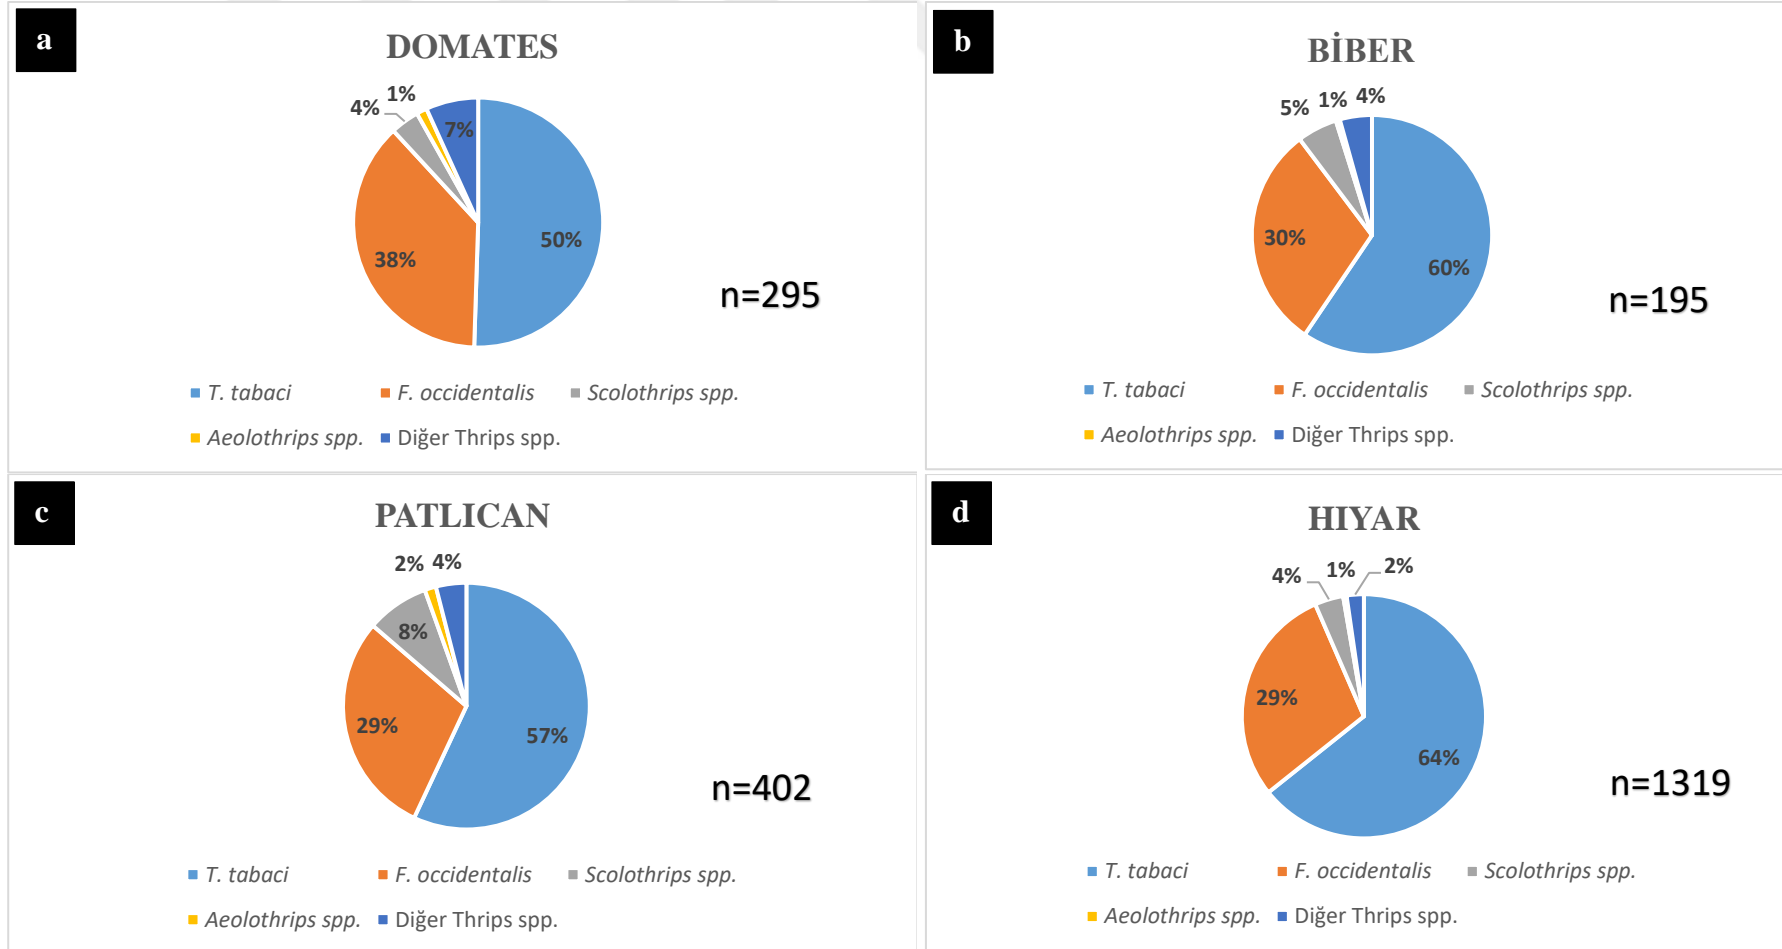 a
DOMATES
1%
4%
7%
50%
38%
n=295
T. tabaci F. occidentalis Scolothrips spp.
Aeolothrips spp. Diğer Thrips spp.
b
BİBER
5% 1% 4%
30%
60%
n=195
T. tabaci F. occidentalis Scolothrips spp.
Aeolothrips spp. Diğer Thrips spp.
c
PATLICAN
2% 4%
8%
29%
57%
n=402
T. tabaci F. occidentalis Scolothrips spp.
Aeolothrips spp. Diğer Thrips spp.
d
HIYAR
4% 1% 2%
29%
64%
n=1319
T. tabaci F. occidentalis Scolothrips spp.
Aeolothrips spp. Diğer Thrips spp.